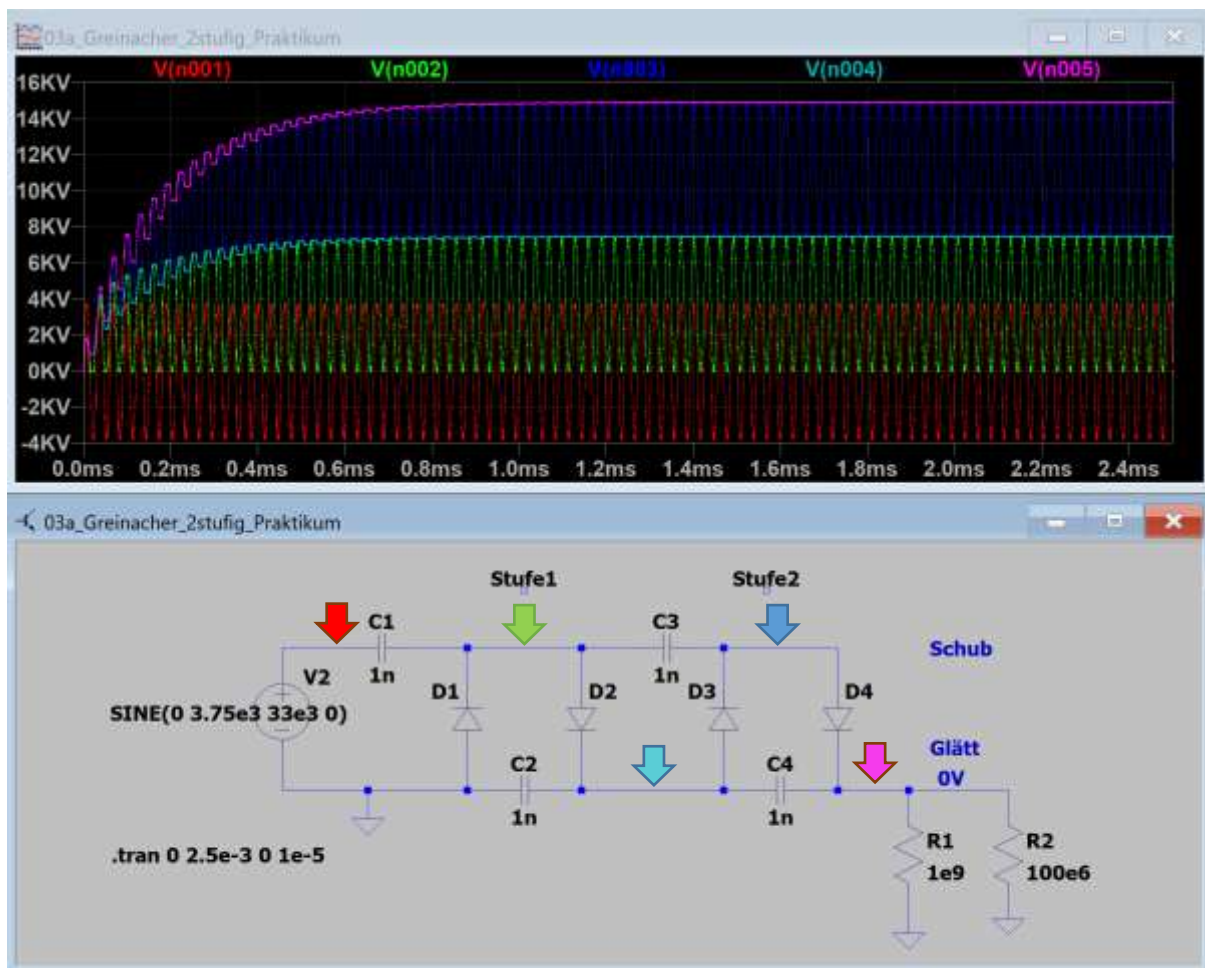 03a_Greinacher_2stufig_Praktikum
V(n001) V(n002) V(n003) V(n004) V(n005)
16KV
14KV
12KV
10KV
8KV
6KV
4KV
2KV
0KV
-2KV
-4KV
0.0ms 0.2ms 0.4ms 0.6ms 0.8ms 1.0ms 1.2ms 1.4ms 1.6ms 1.8ms 2.0ms 2.2ms 2.4ms
03a_Greinacher_2stufig_Praktikum
Stufe1 Stufe2
C1 C3
1n 1n
Schub
V2
D1 D2 D3 D4
SINE(0 3.75e3 33e3 0)
Glätt
0V
C2 C4
1n 1n
R1 R2
1e9 100e6
.tran 0 2.5e-3 0 1e-5